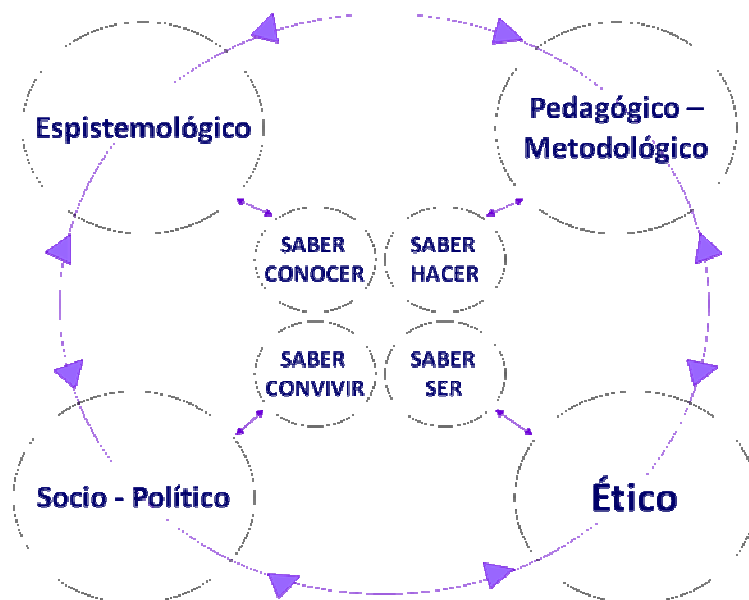 Espistemológico
Pedagógico –
Metodológico
SABER
CONOCER
SABER
HACER
SABER
CONVIVIR
SABER
SER
Socio - Político
Ético